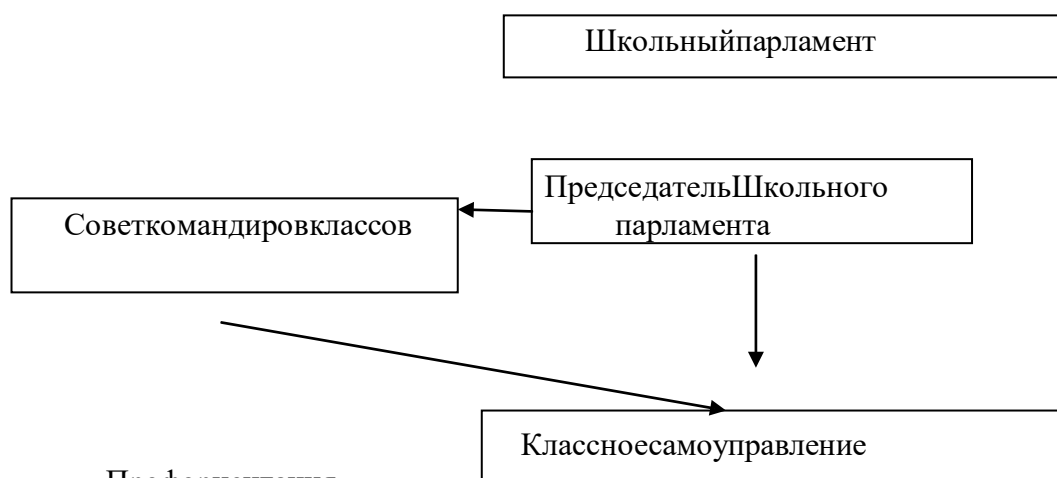 Школьныйпарламент
ПредседательШкольного
парламента
Советкомандировклассов
Классноесамоуправление